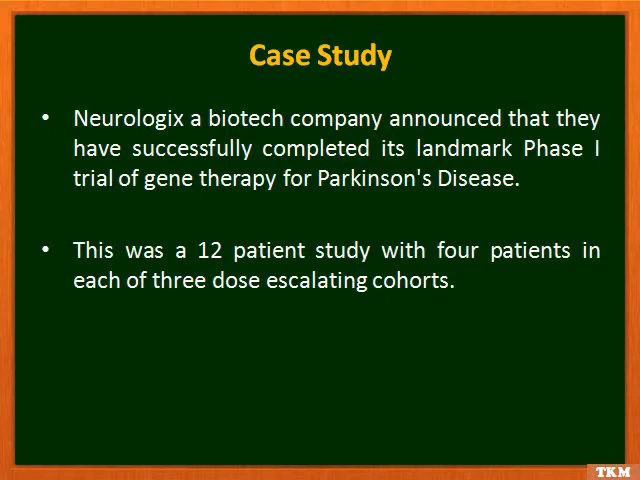 Case Study
• Neurologix a biotech company announced that they
have successfully completed its landmark Phase I
trial of gene therapy for Parkinson's Disease.
• This was a 12 patient study with four patients in
each of three dose escalating cohorts.
TKM